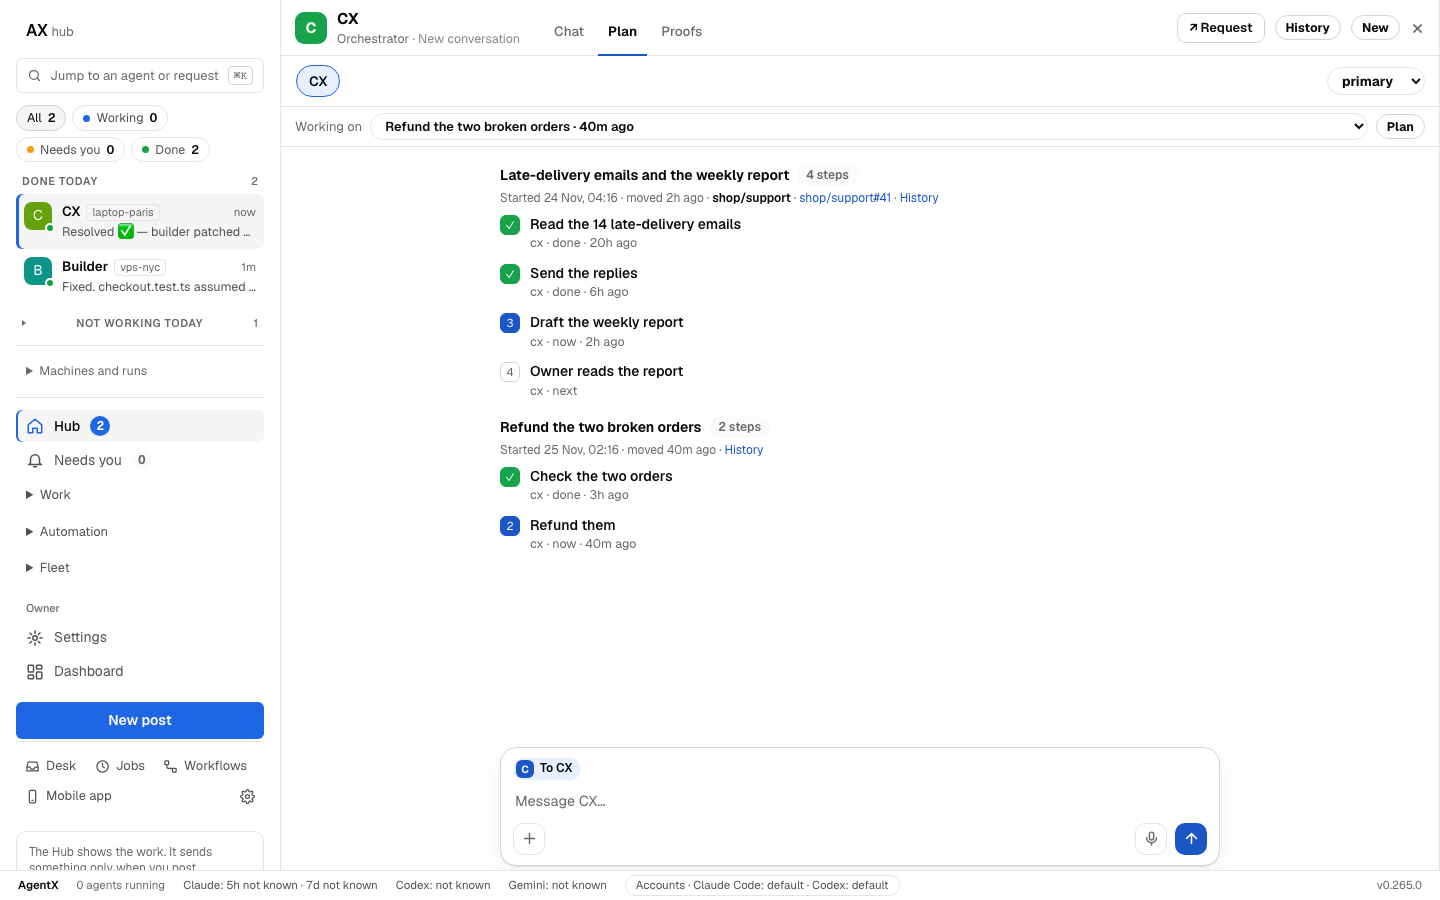 AX hub
Jump to an agent or request ⌘K
All 2
Working 0
Needs you 0
Done 2
DONE TODAY 2
C
CX laptop-paris now
Resolved ✅ — builder patched ...
B
Builder vps-nyc 1m
Fixed. checkout.test.ts assumed ...
NOT WORKING TODAY 1
Machines and runs
Hub 2
Needs you 0
Work
Automation
Fleet
Owner
Settings
Dashboard
New post
Desk Jobs Workflows
Mobile app
The Hub shows the work. It sends
something only when you post.
C
CX
Orchestrator · New conversation
Chat Plan Proofs
Request History New
CX
primary
Working on Refund the two broken orders · 40m ago Plan
Late-delivery emails and the weekly report 4 steps
Started 24 Nov, 04:16 · moved 2h ago · shop/support · shop/support#41 · History
Read the 14 late-delivery emails
cx · done · 20h ago
Send the replies
cx · done · 6h ago
3 Draft the weekly report
cx · now · 2h ago
4 Owner reads the report
cx · next
Refund the two broken orders 2 steps
Started 25 Nov, 02:16 · moved 40m ago · History
Check the two orders
cx · done · 3h ago
2 Refund them
cx · now · 40m ago
C To CX
Message CX...
AgentX 0 agents running Claude: 5h not known · 7d not known Codex: not known Gemini: not known Accounts · Claude Code: default · Codex: default v0.265.0